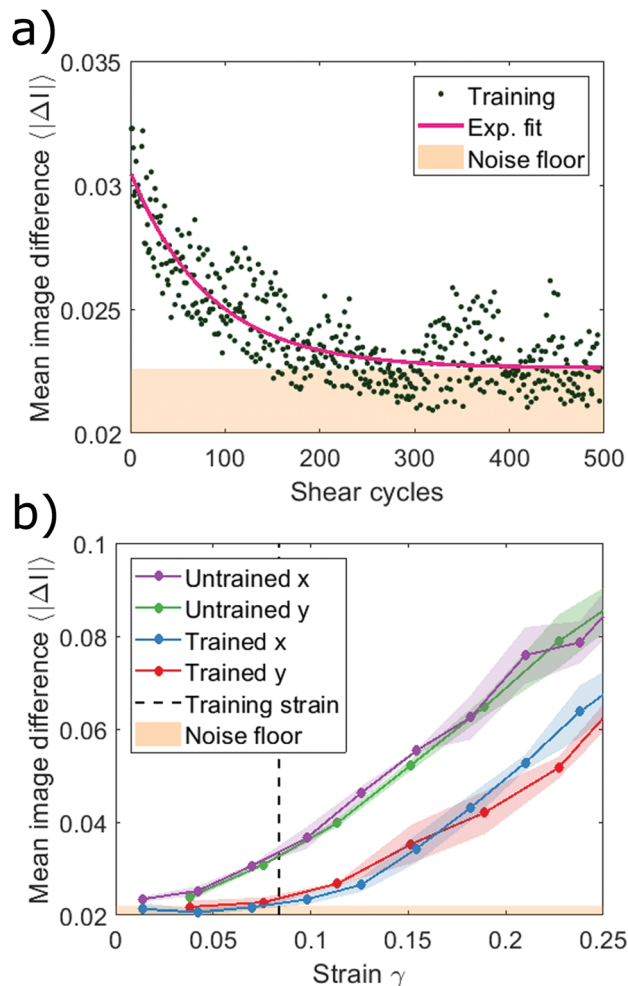 a)
0.035
0.03
0.025
0.02
Mean image difference ⟨|ΔI|⟩
Training
Exp. fit
Noise floor
0 100 200 300 400 500
Shear cycles
b)
0.1
0.08
0.06
0.04
0.02
Mean image difference ⟨|ΔI|⟩
Untrained x
Untrained y
Trained x
Trained y
Training strain
Noise floor
0 0.05 0.1 0.15 0.2 0.25
Strain γ